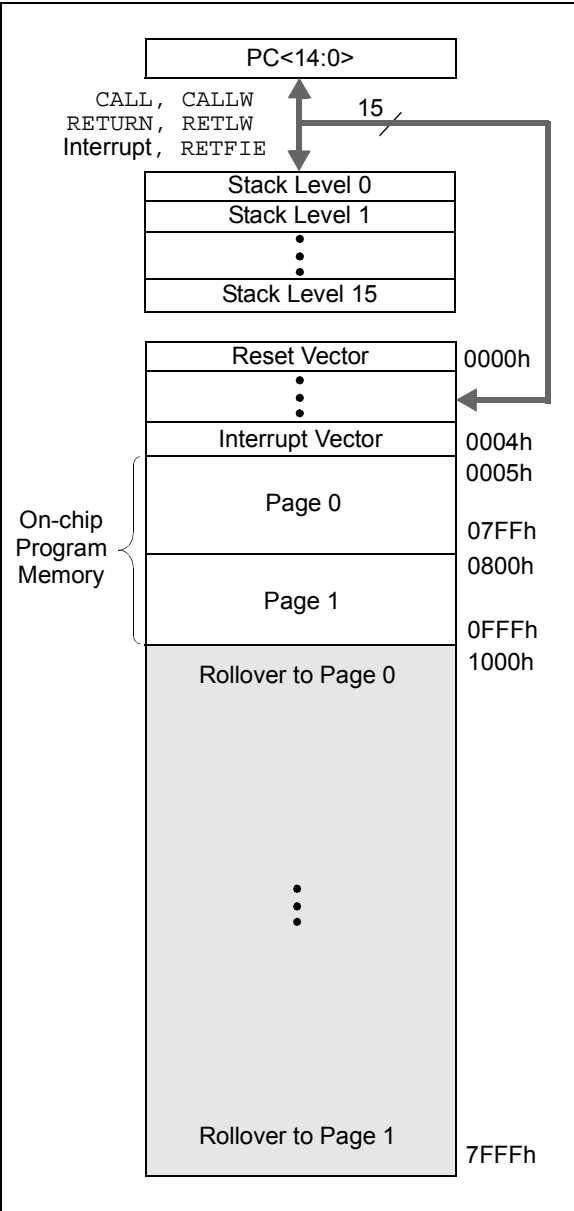 PC<14:0>
CALL, CALLW
RETURN, RETLW
Interrupt, RETFIE
15
Stack Level 0
Stack Level 1
Stack Level 15
Reset Vector
0000h
Interrupt Vector
0004h
0005h
Page 0
On-chip
Program
Memory
07FFh
0800h
Page 1
0FFFh
1000h
Rollover to Page 0
Rollover to Page 1
7FFFh